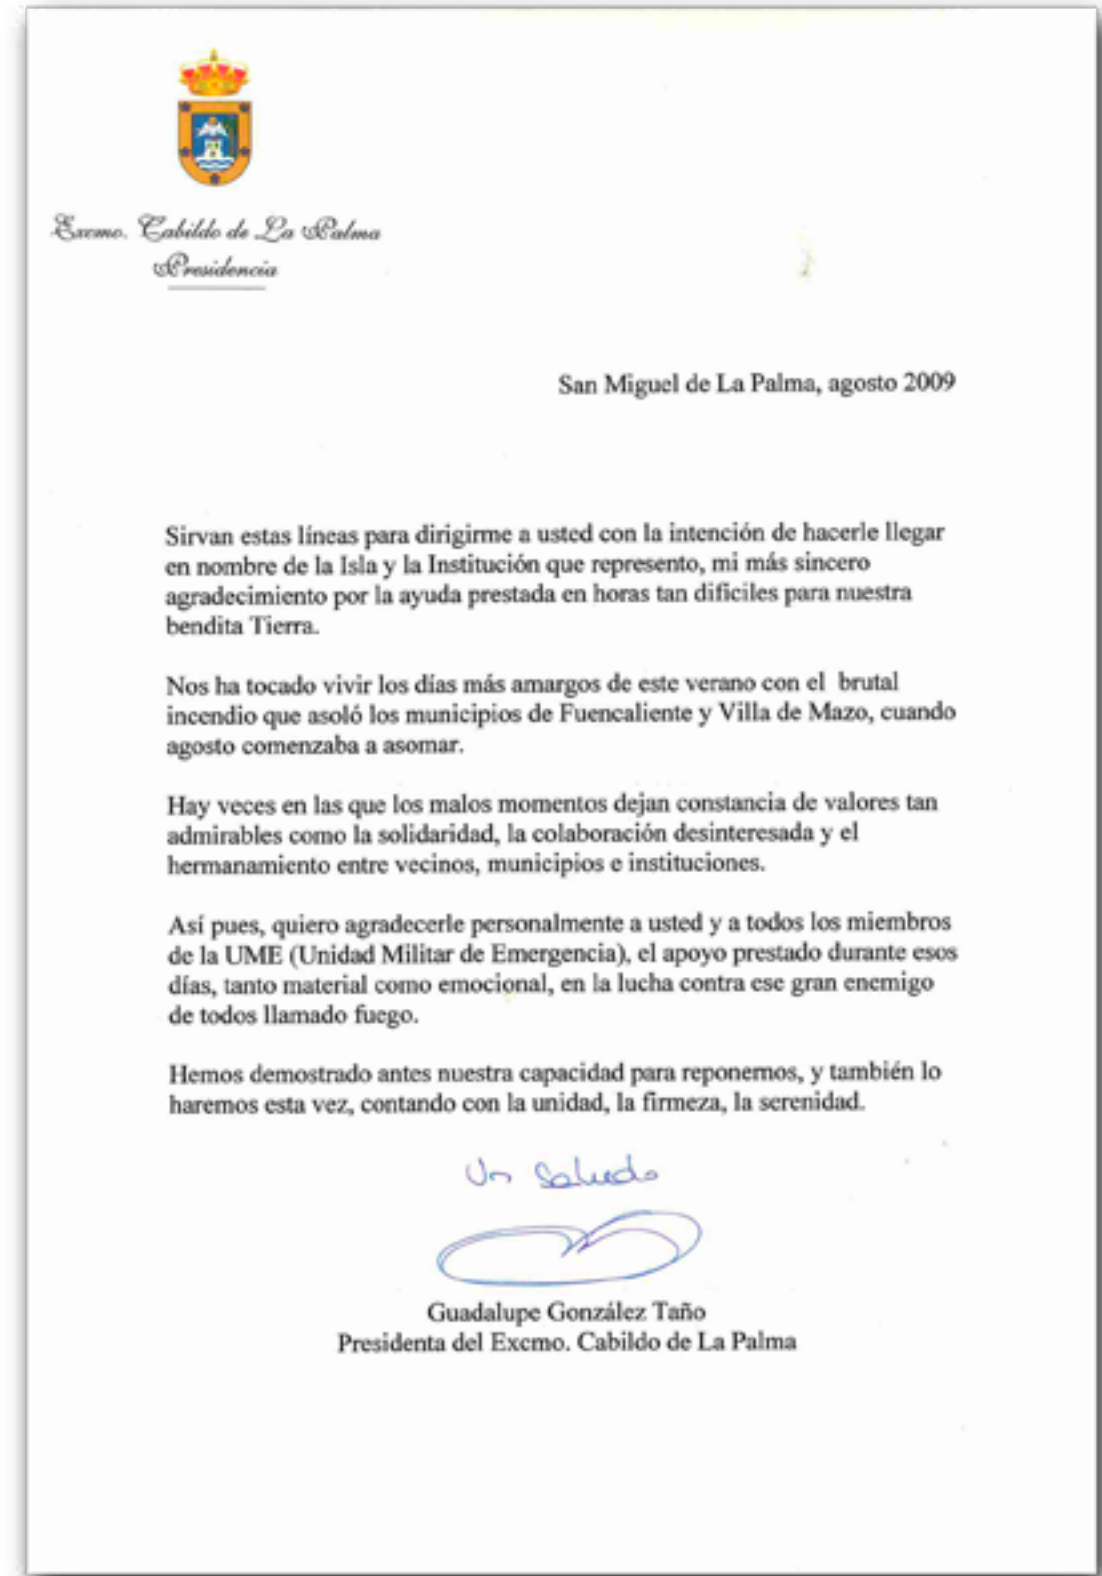 Excmo. Cabildo de La Palma
Presidencia
San Miguel de La Palma, agosto 2009
Sirvan estas líneas para dirigirme a usted con la intención de hacerle llegar
en nombre de la Isla y la Institución que represento, mi más sincero
agradecimiento por la ayuda prestada en horas tan difíciles para nuestra
bendita Tierra.
Nos ha tocado vivir los días más amargos de este verano con el brutal
incendio que asoló los municipios de Fuencaliente y Villa de Mazo, cuando
agosto comenzaba a asomar.
Hay veces en las que los malos momentos dejan constancia de valores tan
admirables como la solidaridad, la colaboración desinteresada y el
hermanamiento entre vecinos, municipios e instituciones.
Así pues, quiero agradecerle personalmente a usted y a todos los miembros
de la UME (Unidad Militar de Emergencia), el apoyo prestado durante esos
días, tanto material como emocional, en la lucha contra ese gran enemigo
de todos llamado fuego.
Hemos demostrado antes nuestra capacidad para reponernos, y también lo
haremos esta vez, contando con la unidad, la firmeza, la serenidad.
Un Saludo
Guadalupe González Taño
Presidenta del Excmo. Cabildo de La Palma